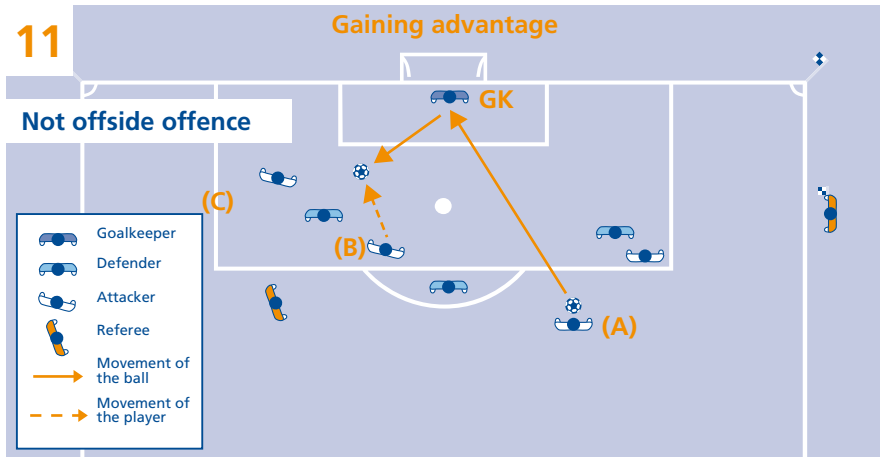 11
Gaining advantage
GK
Not offside offence
(C)
(B)
(A)
Goalkeeper
Defender
Attacker
Referee
Movement of
the ball
Movement of
the player